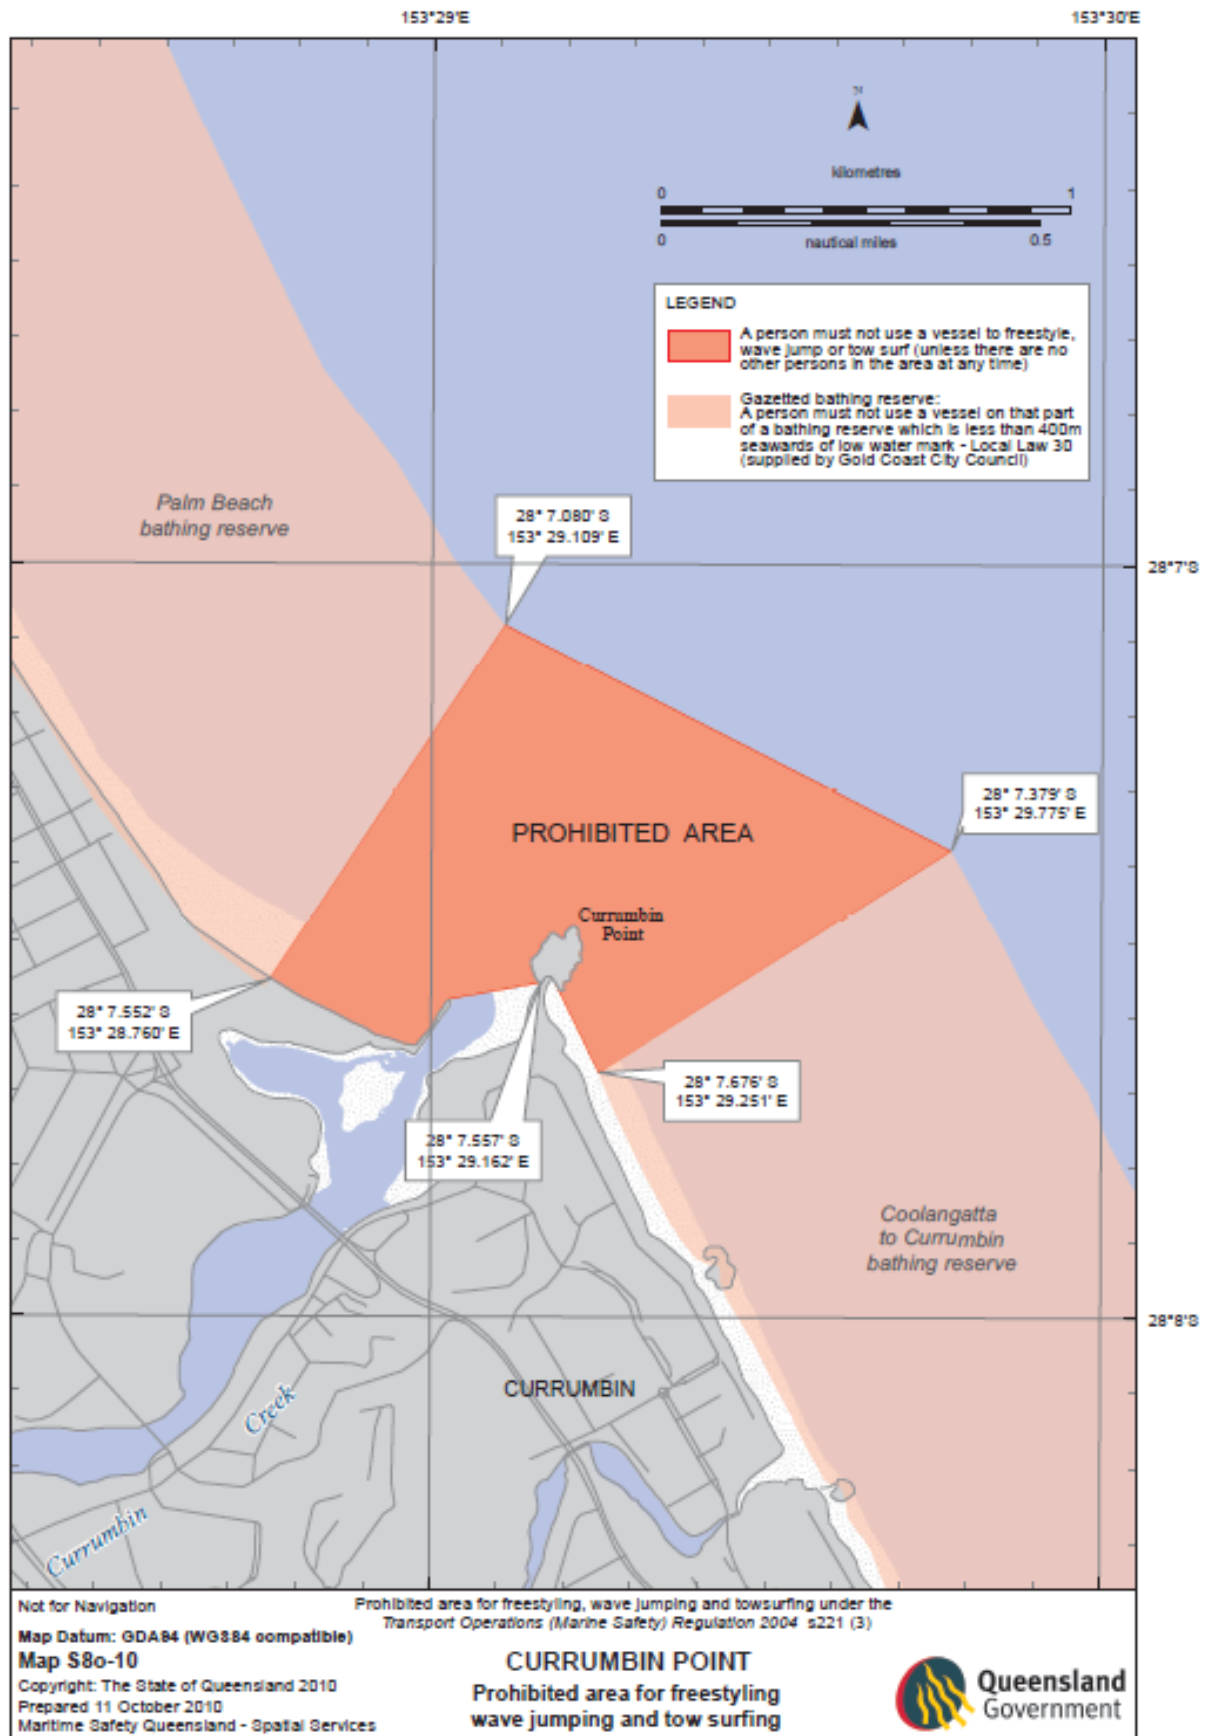 153°29'E
153°30'E
N
kilometres
0
1
0
nautical miles
0.5
LEGEND
A person must not use a vessel to freestyle,
wave jump or tow surf (unless there are no
other persons in the area at any time)
Gazetted bathing reserve:
A person must not use a vessel on that part
of a bathing reserve which is less than 400m
seawards of low water mark - Local Law 30
(supplied by Gold Coast City Council)
Palm Beach
bathing reserve
28° 7.080' S
153° 29.109' E
28°7'S
28° 7.379' S
153° 29.775' E
PROHIBITED AREA
Currumbin
Point
28° 7.552' S
153° 28.760' E
28° 7.676' S
153° 29.251' E
28° 7.557' S
153° 29.162' E
Coolangatta
to Currumbin
bathing reserve
28°8'S
CURRUMBIN
Creek
Currumbin
Not for Navigation
Map Datum: GDA94 (WGS84 compatible)
Map S8o-10
Copyright: The State of Queensland 2010
Prepared 11 October 2010
Maritime Safety Queensland - Spatial Services
Prohibited area for freestyling, wave jumping and towsurfing under the
Transport Operations (Marine Safety) Regulation 2004 s221 (3)
CURRUMBIN POINT
Prohibited area for freestyling
wave jumping and tow surfing
Queensland
Government